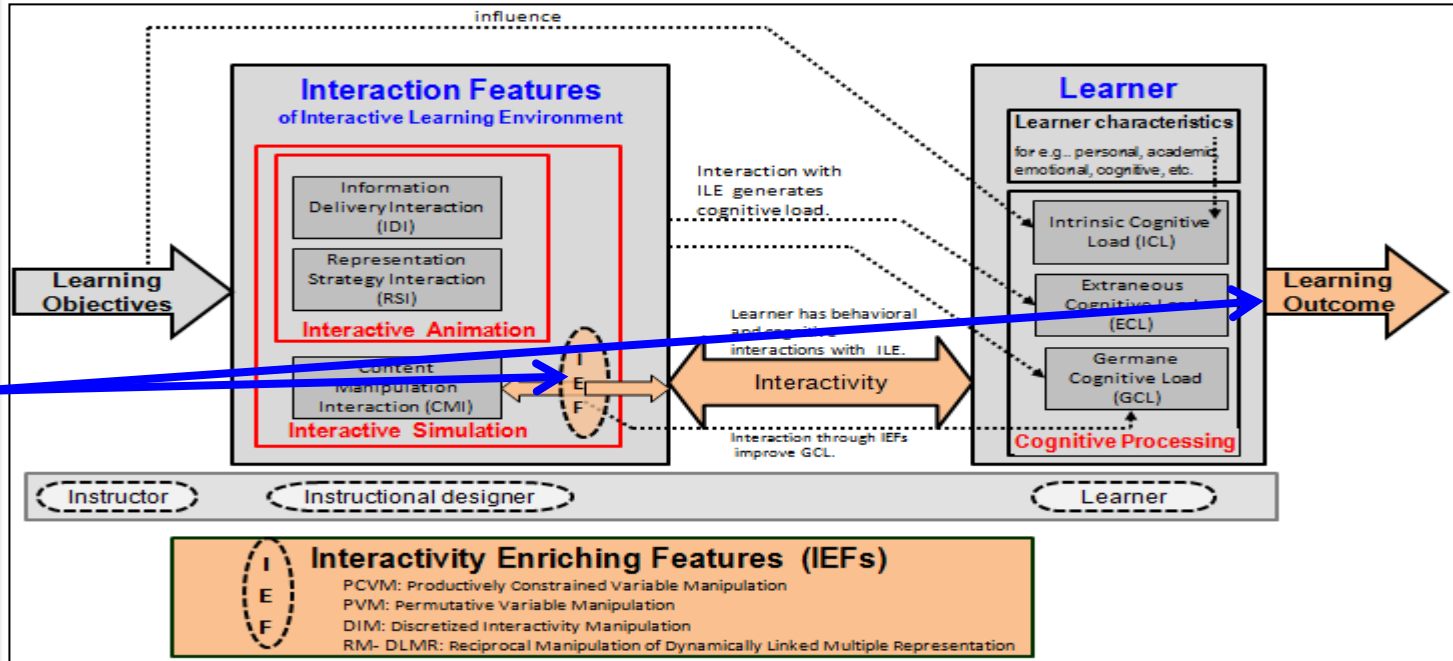 influence
Interaction Features
of Interactive Learning Environment
Information
Delivery Interaction
(IDI)
Representation
Strategy Interaction
(RSI)
Interactive Animation
Content
Manipulation
Interaction (CMI)
Interactive Simulation
I
E
F
Learning
Objectives
Interaction with
ILE generates
cognitive load.
Learner has behavioral
and cognitive
interactions with ILE.
Interactivity
Interaction through IEFs
improve GCL.
Learner
Learner characteristics
for e.g.. personal, academic,
emotional, cognitive, etc.
Intrinsic Cognitive
Load (ICL)
Extraneous
Cognitive Load
(ECL)
Germane
Cognitive Load
(GCL)
Cognitive Processing
Learning
Outcome
Instructor
Instructional designer
Learner
I
E
F
Interactivity Enriching Features (IEFs)
PCVM: Productively Constrained Variable Manipulation
PVM: Permutative Variable Manipulation
DIM: Discretized Interactivity Manipulation
RM- DLMR: Reciprocal Manipulation of Dynamically Linked Multiple Representation